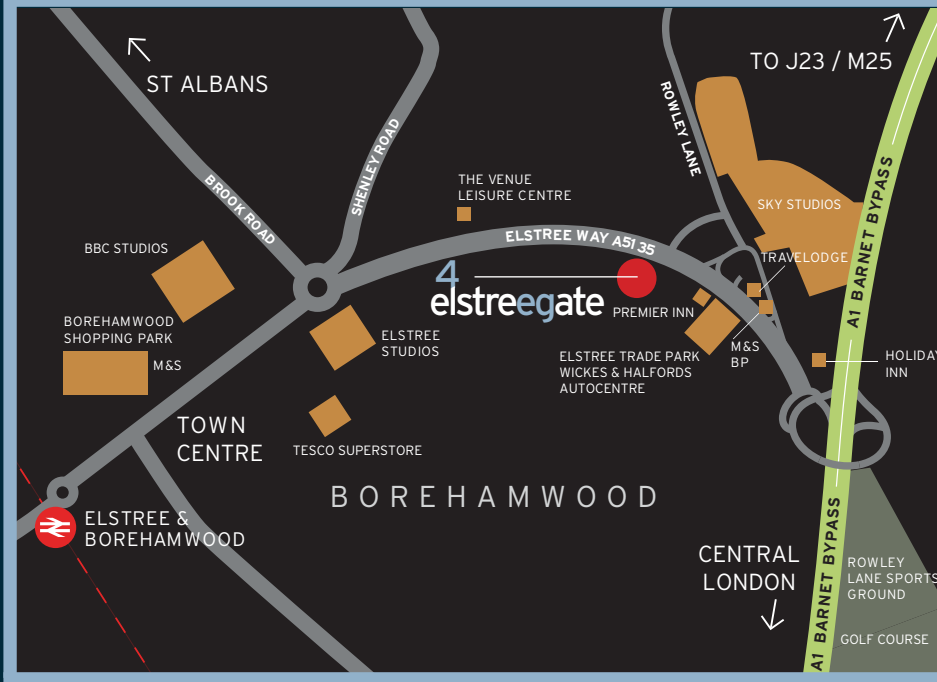 ST ALBANS
TO J23 / M25
BROOK ROAD
SHENLEY ROAD
ROWLEY LANE
THE VENUE
LEISURE CENTRE
SKY STUDIOS
A1 BARNET BYPASS
ELSTREE WAY A5135
BBC STUDIOS
TRAVELODGE
4
elstreegate
PREMIER INN
BOREHAMWOOD
SHOPPING PARK
M&S
ELSTREE
STUDIOS
M&S
BP
ELSTREE TRADE PARK
WICKES & HALFORDS
AUTOCENTRE
HOLIDAY
INN
TOWN
CENTRE
TESCO SUPERSTORE
BOREHAMWOOD
ELSTREE &
BOREHAMWOOD
CENTRAL
LONDON
A1 BARNET BYPASS
ROWLEY
LANE SPORTS
GROUND
GOLF COURSE